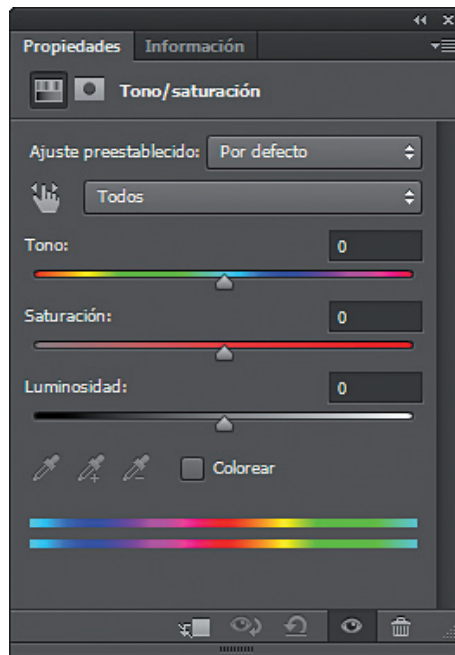 Propiedades Información
Tono/saturación
Ajuste preestablecido: Por defecto
Todos
Tono: 0
Saturación: 0
Luminosidad: 0
Colorear